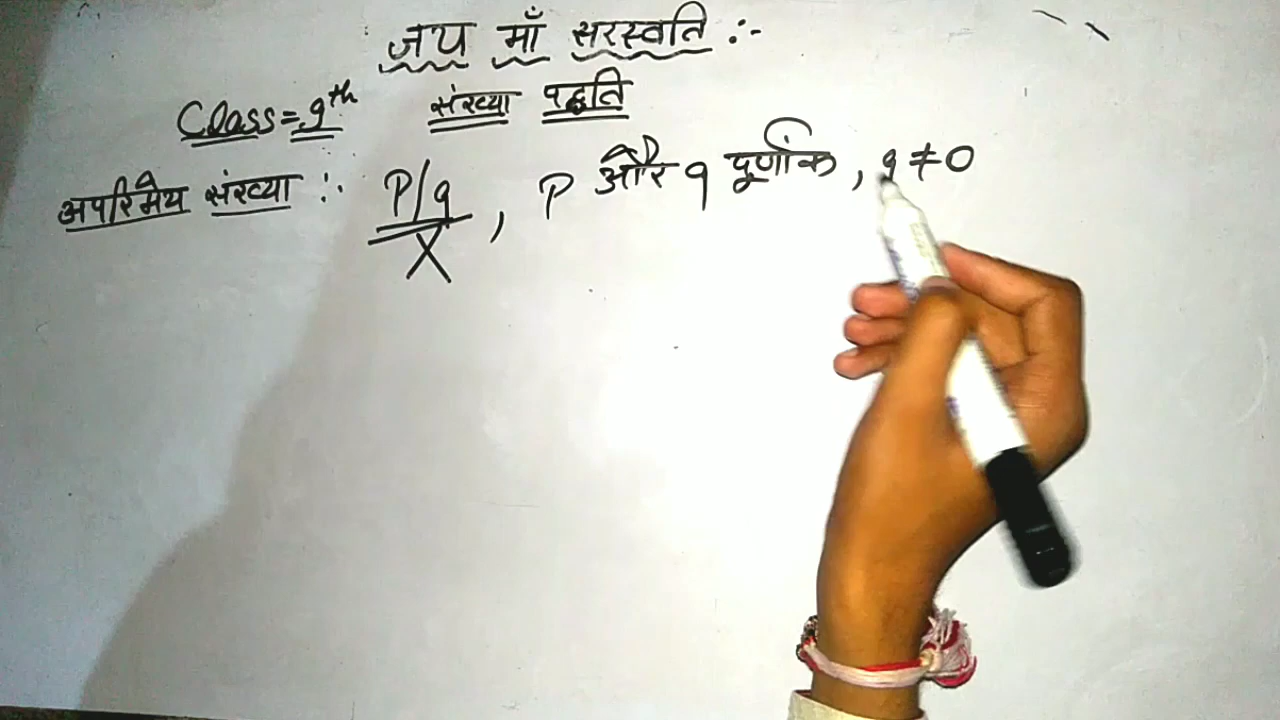 जय माँ सरस्वति :-
Class = 9th संख्या पद्धति
अपरिमेय संख्या :- P/q , P और q पूर्णांक , q ≠ 0
X